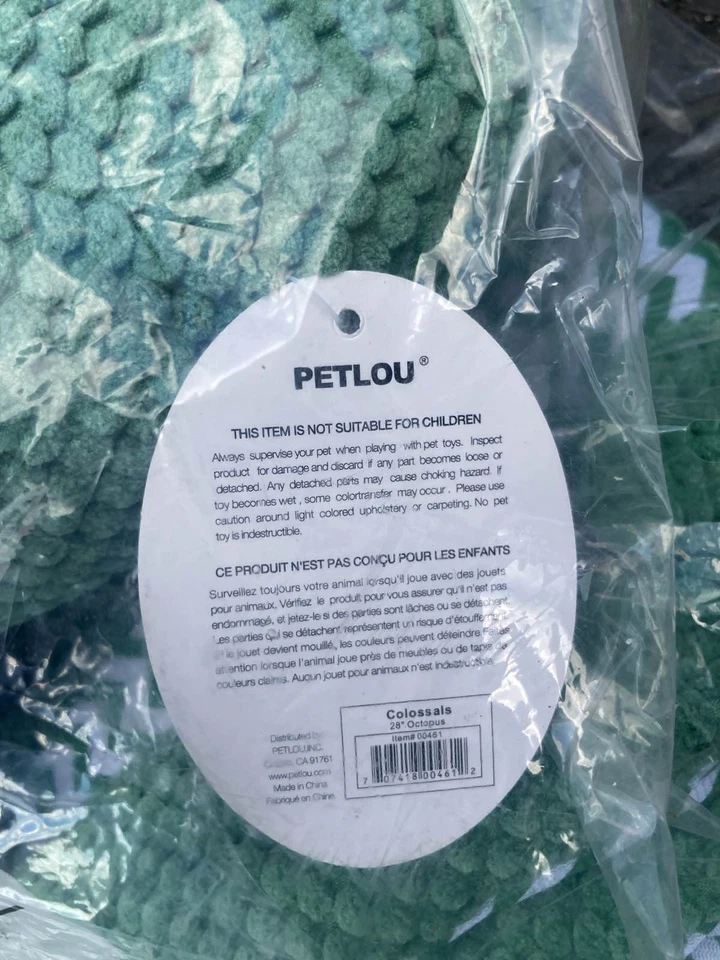 PETLOU®
THIS ITEM IS NOT SUITABLE FOR CHILDREN
Always supervise your pet when playing with pet toys. Inspect
product for damage and discard if any part becomes loose or
detached. Any detached parts may cause choking hazard. If
toy becomes wet , some colortransfer may occur . Please use
caution around light colored upholstery or carpeting. No pet
toy is indestructible.
CE PRODUIT N'EST PAS CONÇU POUR LES ENFANTS
Surveillez toujours votre animal lorsqu'il joue avec des jouets
pour animaux. Vérifiez le produit pour vous assurer qu'il n'est pas
endommagé, et jetez-le si des parties sont lâches ou se détachent.
Les parties qui se détachent représentent un risque d'étouffement.
le jouet devient mouillé, les couleurs peuvent déteindre. Faites
attention lorsque l'animal joue près de meubles ou de tapis de
couleurs claires. Aucun jouet pour animaux n'est indestructible.
Colossals
28" Octopus
Item# 00461
7 07418 00461 2
Distributed by
PETLOU,INC.
CA 91761
www.petlou.com
Made in China
Fabriqué en Chine